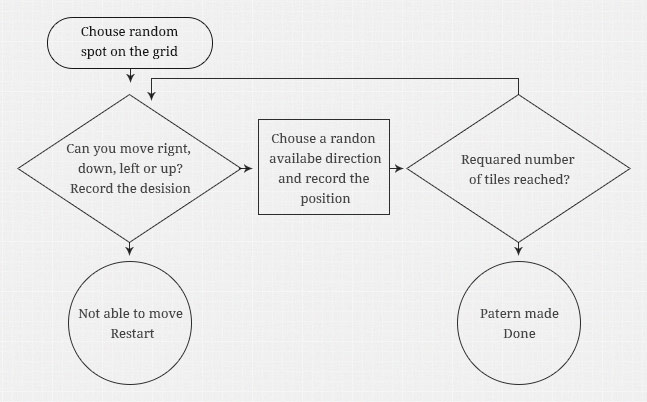 Chouse random
spot on the grid
Can you move rignt,
down, left or up?
Record the desision
Chouse a randon
availabe direction
and record the
position
Requared number
of tiles reached?
Not able to move
Restart
Patern made
Done